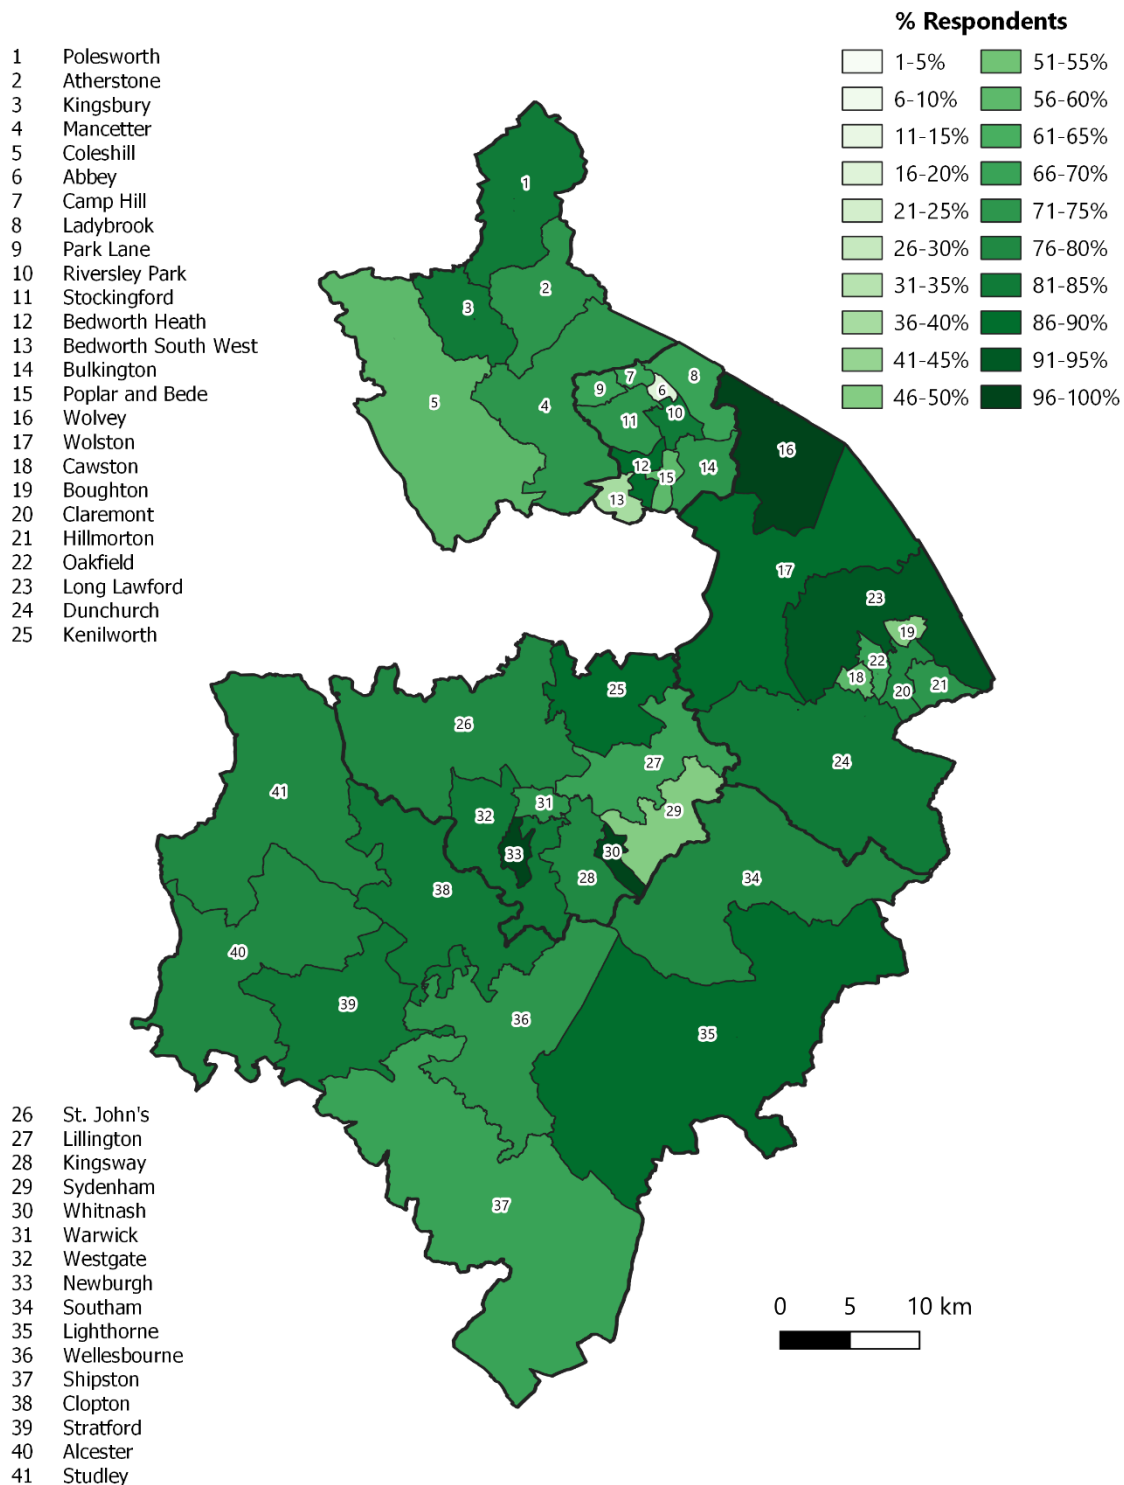 % Respondents
1-5%
6-10%
11-15%
16-20%
21-25%
26-30%
31-35%
36-40%
41-45%
46-50%
51-55%
56-60%
61-65%
66-70%
71-75%
76-80%
81-85%
86-90%
91-95%
96-100%
1 Polesworth
2 Atherstone
3 Kingsbury
4 Mancetter
5 Coleshill
6 Abbey
7 Camp Hill
8 Ladybrook
9 Park Lane
10 Riversley Park
11 Stockingford
12 Bedworth Heath
13 Bedworth South West
14 Bulkington
15 Poplar and Bede
16 Wolvey
17 Wolston
18 Cawston
19 Boughton
20 Claremont
21 Hillmorton
22 Oakfield
23 Long Lawford
24 Dunchurch
25 Kenilworth
1
2
3
4
5
6
7
8
9
10
11
12
13
14
15
16
17
18
19
20
21
22
23
24
25
26
27
28
29
30
31
32
33
34
35
36
37
38
39
40
41
26 St. John's
27 Lillington
28 Kingsway
29 Sydenham
30 Whitnash
31 Warwick
32 Westgate
33 Newburgh
34 Southam
35 Lighthorne
36 Wellesbourne
37 Shipston
38 Clopton
39 Stratford
40 Alcester
41 Studley
0 5 10 km